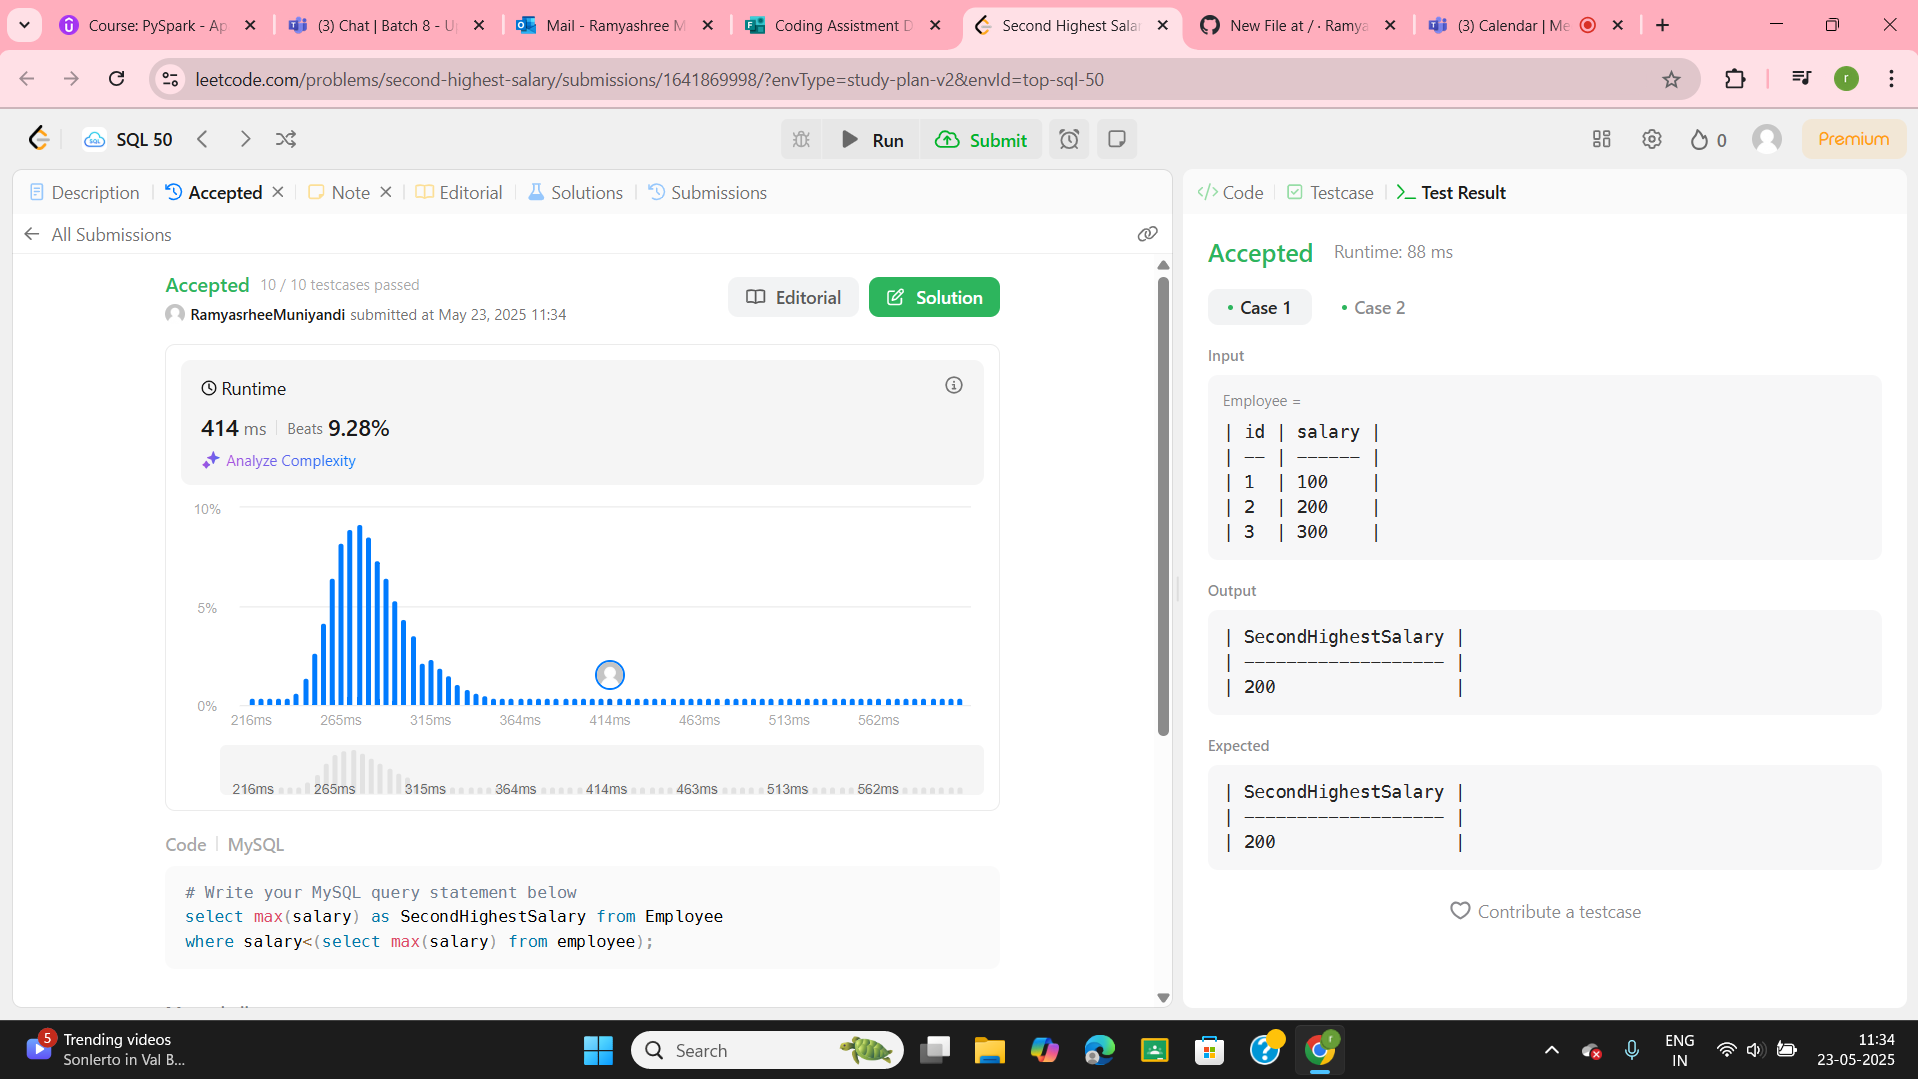 Course: PySpark - Ap
(3) Chat | Batch 8 - U
Mail - Ramyashree M
Coding Assistment D
Second Highest Salar
New File at / · Ramya
(3) Calendar | Me
leetcode.com/problems/second-highest-salary/submissions/1641869998/?envType=study-plan-v2&envId=top-sql-50
r
SQL 50
Run
Submit
0
Premium
Description
Accepted
Note
Editorial
Solutions
Submissions
</> Code
Testcase
Test Result
All Submissions
Accepted 10 / 10 testcases passed
RamyasrheeMuniyandi submitted at May 23, 2025 11:34
Editorial
Solution
Runtime
414 ms | Beats 9.28%
Analyze Complexity
10%
5%
0%
216ms 265ms 315ms 364ms 414ms 463ms 513ms 562ms
216ms 265ms 315ms 364ms 414ms 463ms 513ms 562ms
Code | MySQL
# Write your MySQL query statement below
select max(salary) as SecondHighestSalary from Employee
where salary<(select max(salary) from employee);
Accepted Runtime: 88 ms
• Case 1 • Case 2
Input
Employee =
| id | salary |
| -- | ------ |
| 1 | 100 |
| 2 | 200 |
| 3 | 300 |
Output
| SecondHighestSalary |
| ------------------- |
| 200 |
Expected
| SecondHighestSalary |
| ------------------- |
| 200 |
Contribute a testcase
5
Trending videos
Sonlerto in Val B...
Search
r
ENG
IN
11:34
23-05-2025